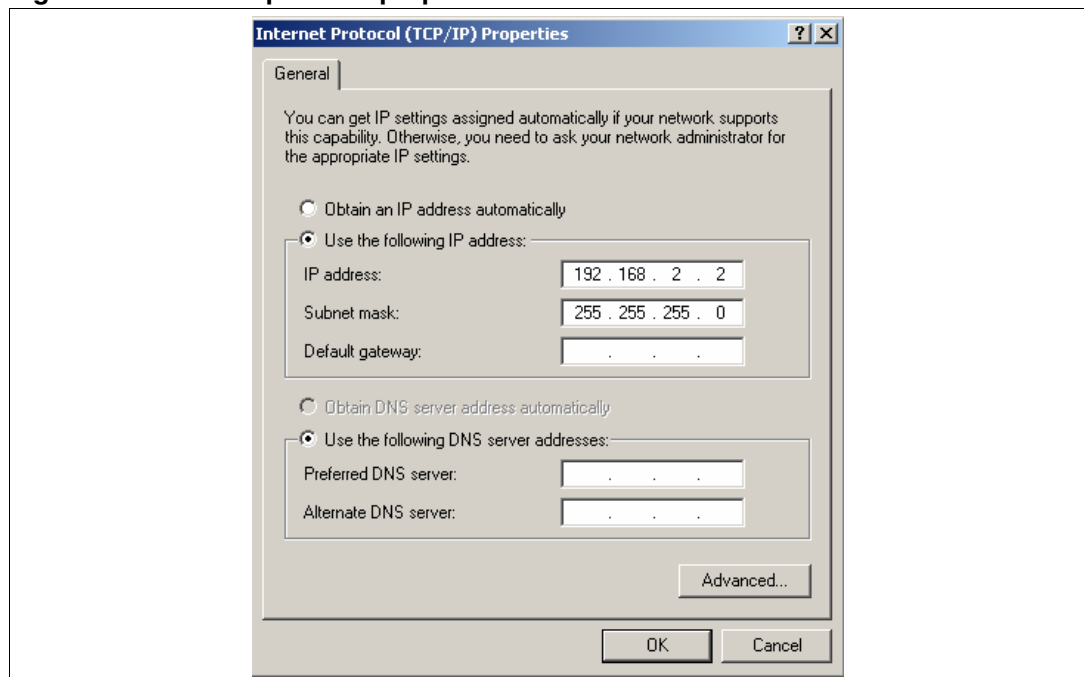 Internet Protocol (TCP/IP) Properties
General
You can get IP settings assigned automatically if your network supports
this capability. Otherwise, you need to ask your network administrator for
the appropriate IP settings.
Obtain an IP address automatically
Use the following IP address:
IP address: 192 . 168 . 2 . 2
Subnet mask: 255 . 255 . 255 . 0
Default gateway: . . .
Obtain DNS server address automatically
Use the following DNS server addresses:
Preferred DNS server: . . .
Alternate DNS server: . . .
Advanced...
OK Cancel